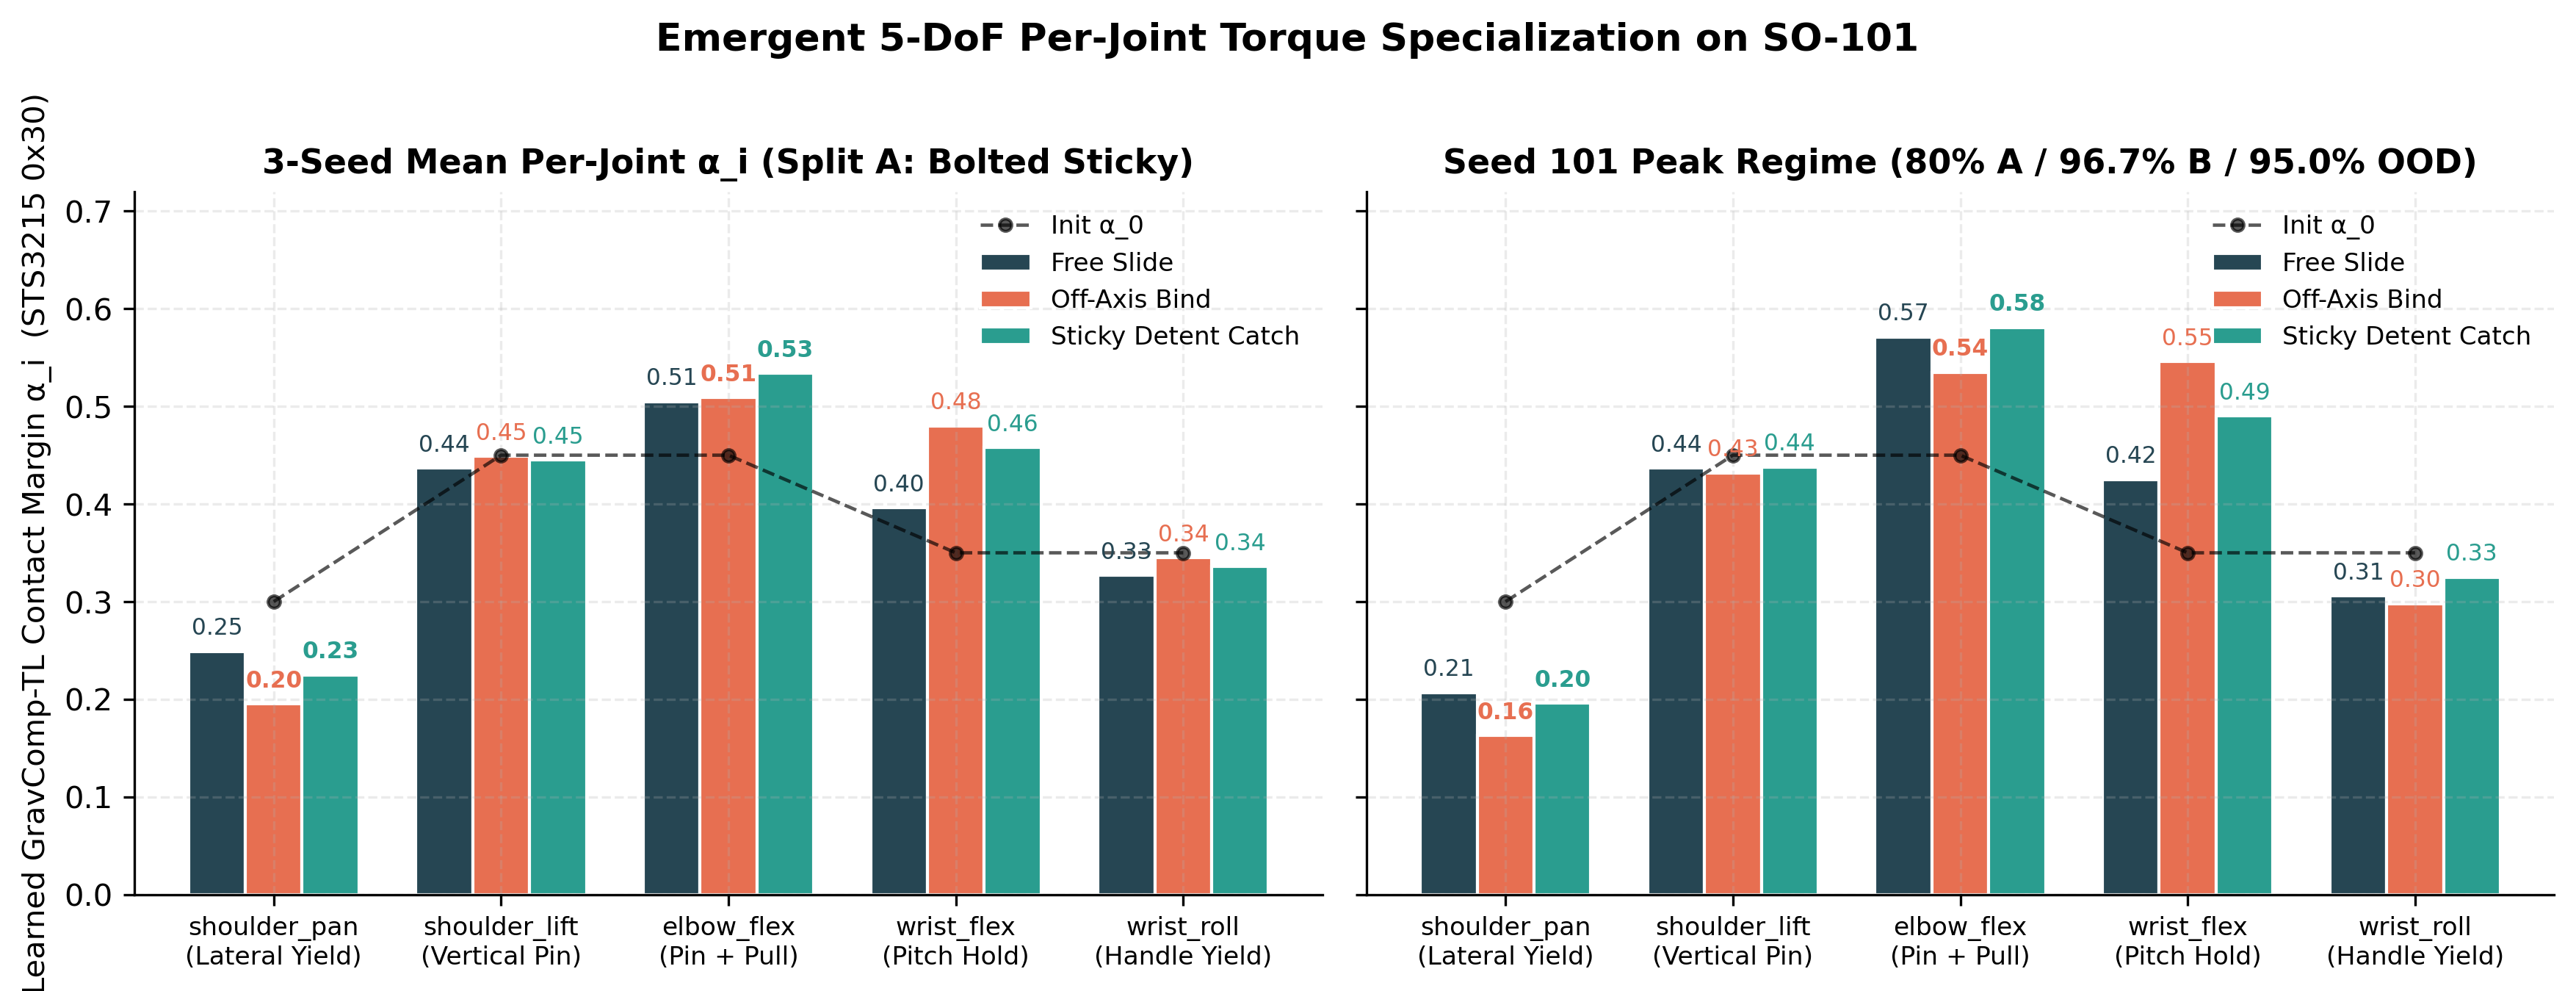 Emergent 5-DoF Per-Joint Torque Specialization on SO-101
Learned GravComp-TL Contact Margin α_i  (STS3215 0x30)
3-Seed Mean Per-Joint α_i (Split A: Bolted Sticky)
0.7
0.6
0.5
0.4
0.3
0.2
0.1
0.0
Init α_0
Free Slide
Off-Axis Bind
Sticky Detent Catch
0.25
0.20
0.23
0.44
0.45
0.45
0.51
0.51
0.53
0.40
0.48
0.46
0.33
0.34
0.34
shoulder_pan
(Lateral Yield)
shoulder_lift
(Vertical Pin)
elbow_flex
(Pin + Pull)
wrist_flex
(Pitch Hold)
wrist_roll
(Handle Yield)
Seed 101 Peak Regime (80% A / 96.7% B / 95.0% OOD)
Init α_0
Free Slide
Off-Axis Bind
Sticky Detent Catch
0.21
0.16
0.20
0.44
0.43
0.44
0.57
0.54
0.58
0.42
0.55
0.49
0.31
0.30
0.33
shoulder_pan
(Lateral Yield)
shoulder_lift
(Vertical Pin)
elbow_flex
(Pin + Pull)
wrist_flex
(Pitch Hold)
wrist_roll
(Handle Yield)